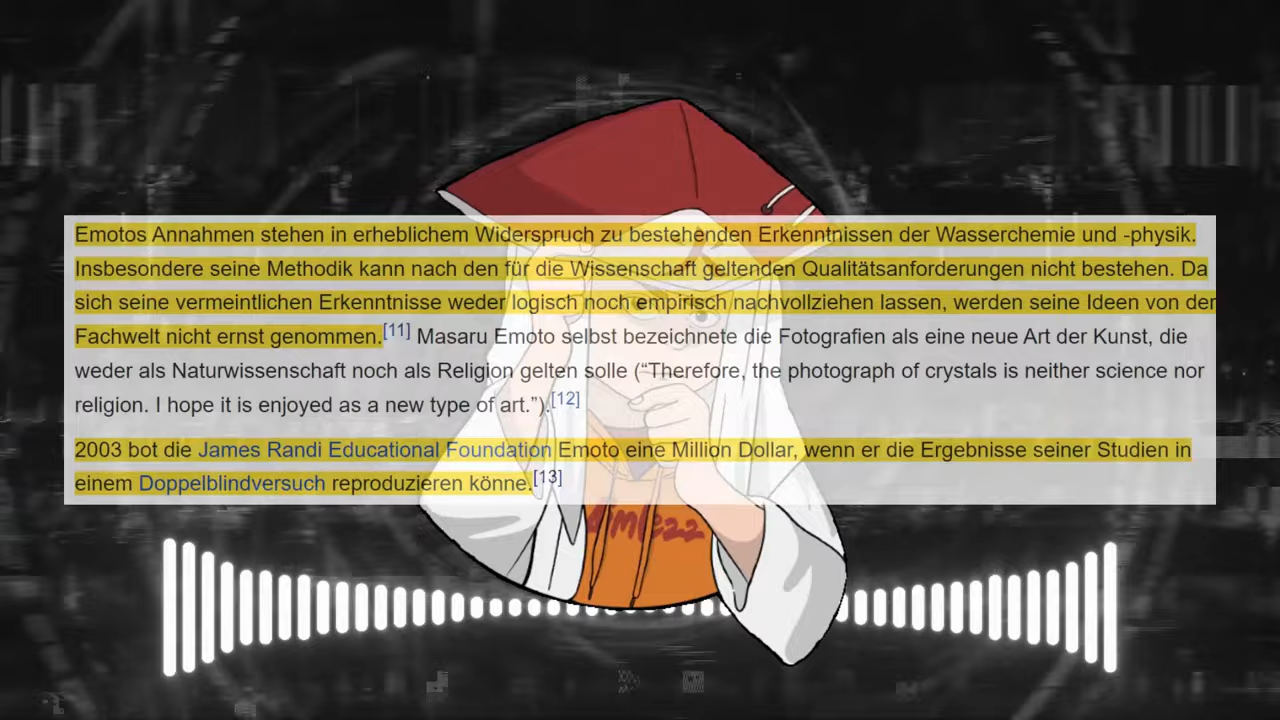 Emotos Annahmen stehen in erheblichem Widerspruch zu bestehenden Erkenntnissen der Wasserchemie und -physik.
Insbesondere seine Methodik kann nach den für die Wissenschaft geltenden Qualitätsanforderungen nicht bestehen. Da
sich seine vermeintlichen Erkenntnisse weder logisch noch empirisch nachvollziehen lassen, werden seine Ideen von der
Fachwelt nicht ernst genommen.[11] Masaru Emoto selbst bezeichnete die Fotografien als eine neue Art der Kunst, die
weder als Naturwissenschaft noch als Religion gelten solle (“Therefore, the photograph of crystals is neither science nor
religion. I hope it is enjoyed as a new type of art.”).[12]
2003 bot die James Randi Educational Foundation Emoto eine Million Dollar, wenn er die Ergebnisse seiner Studien in
einem Doppelblindversuch reproduzieren könne.[13]